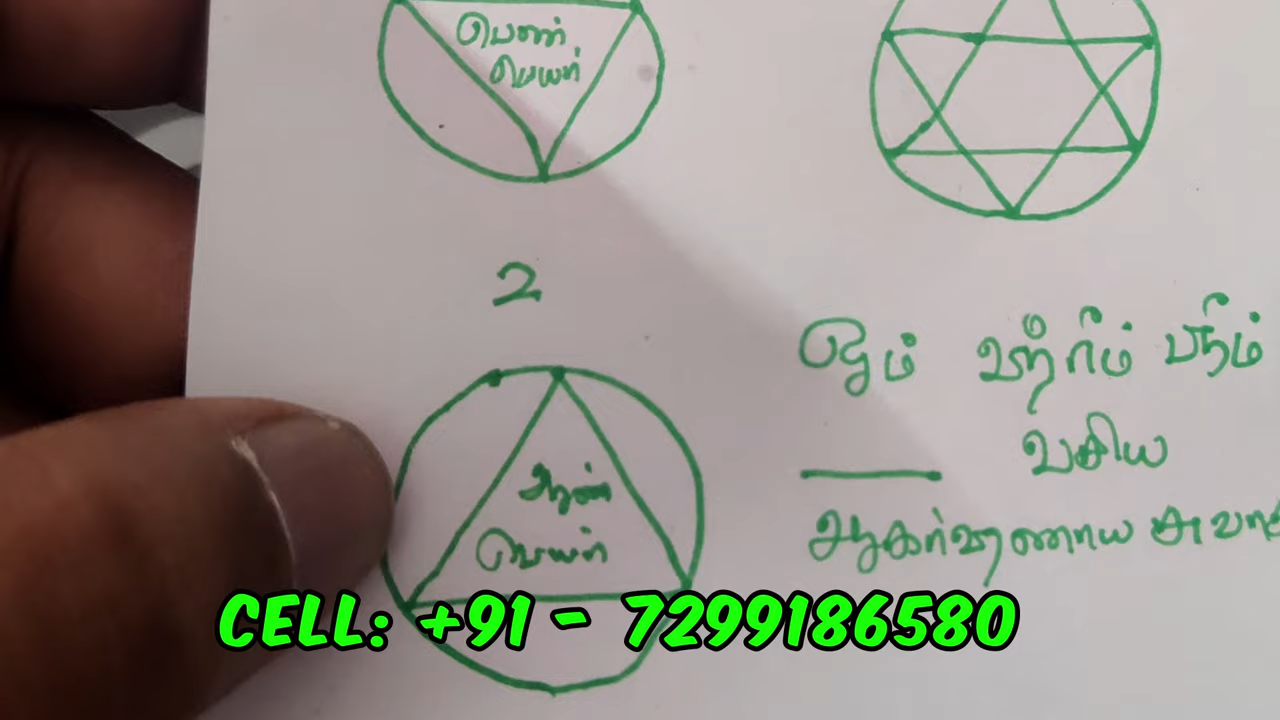 பெண்
பெயர்
2
ஓம் ஹ்ரீம்
வசிய
ஆண்
பெயர்
ஆகர்ஷணாய
CELL: +91 - 7299186580